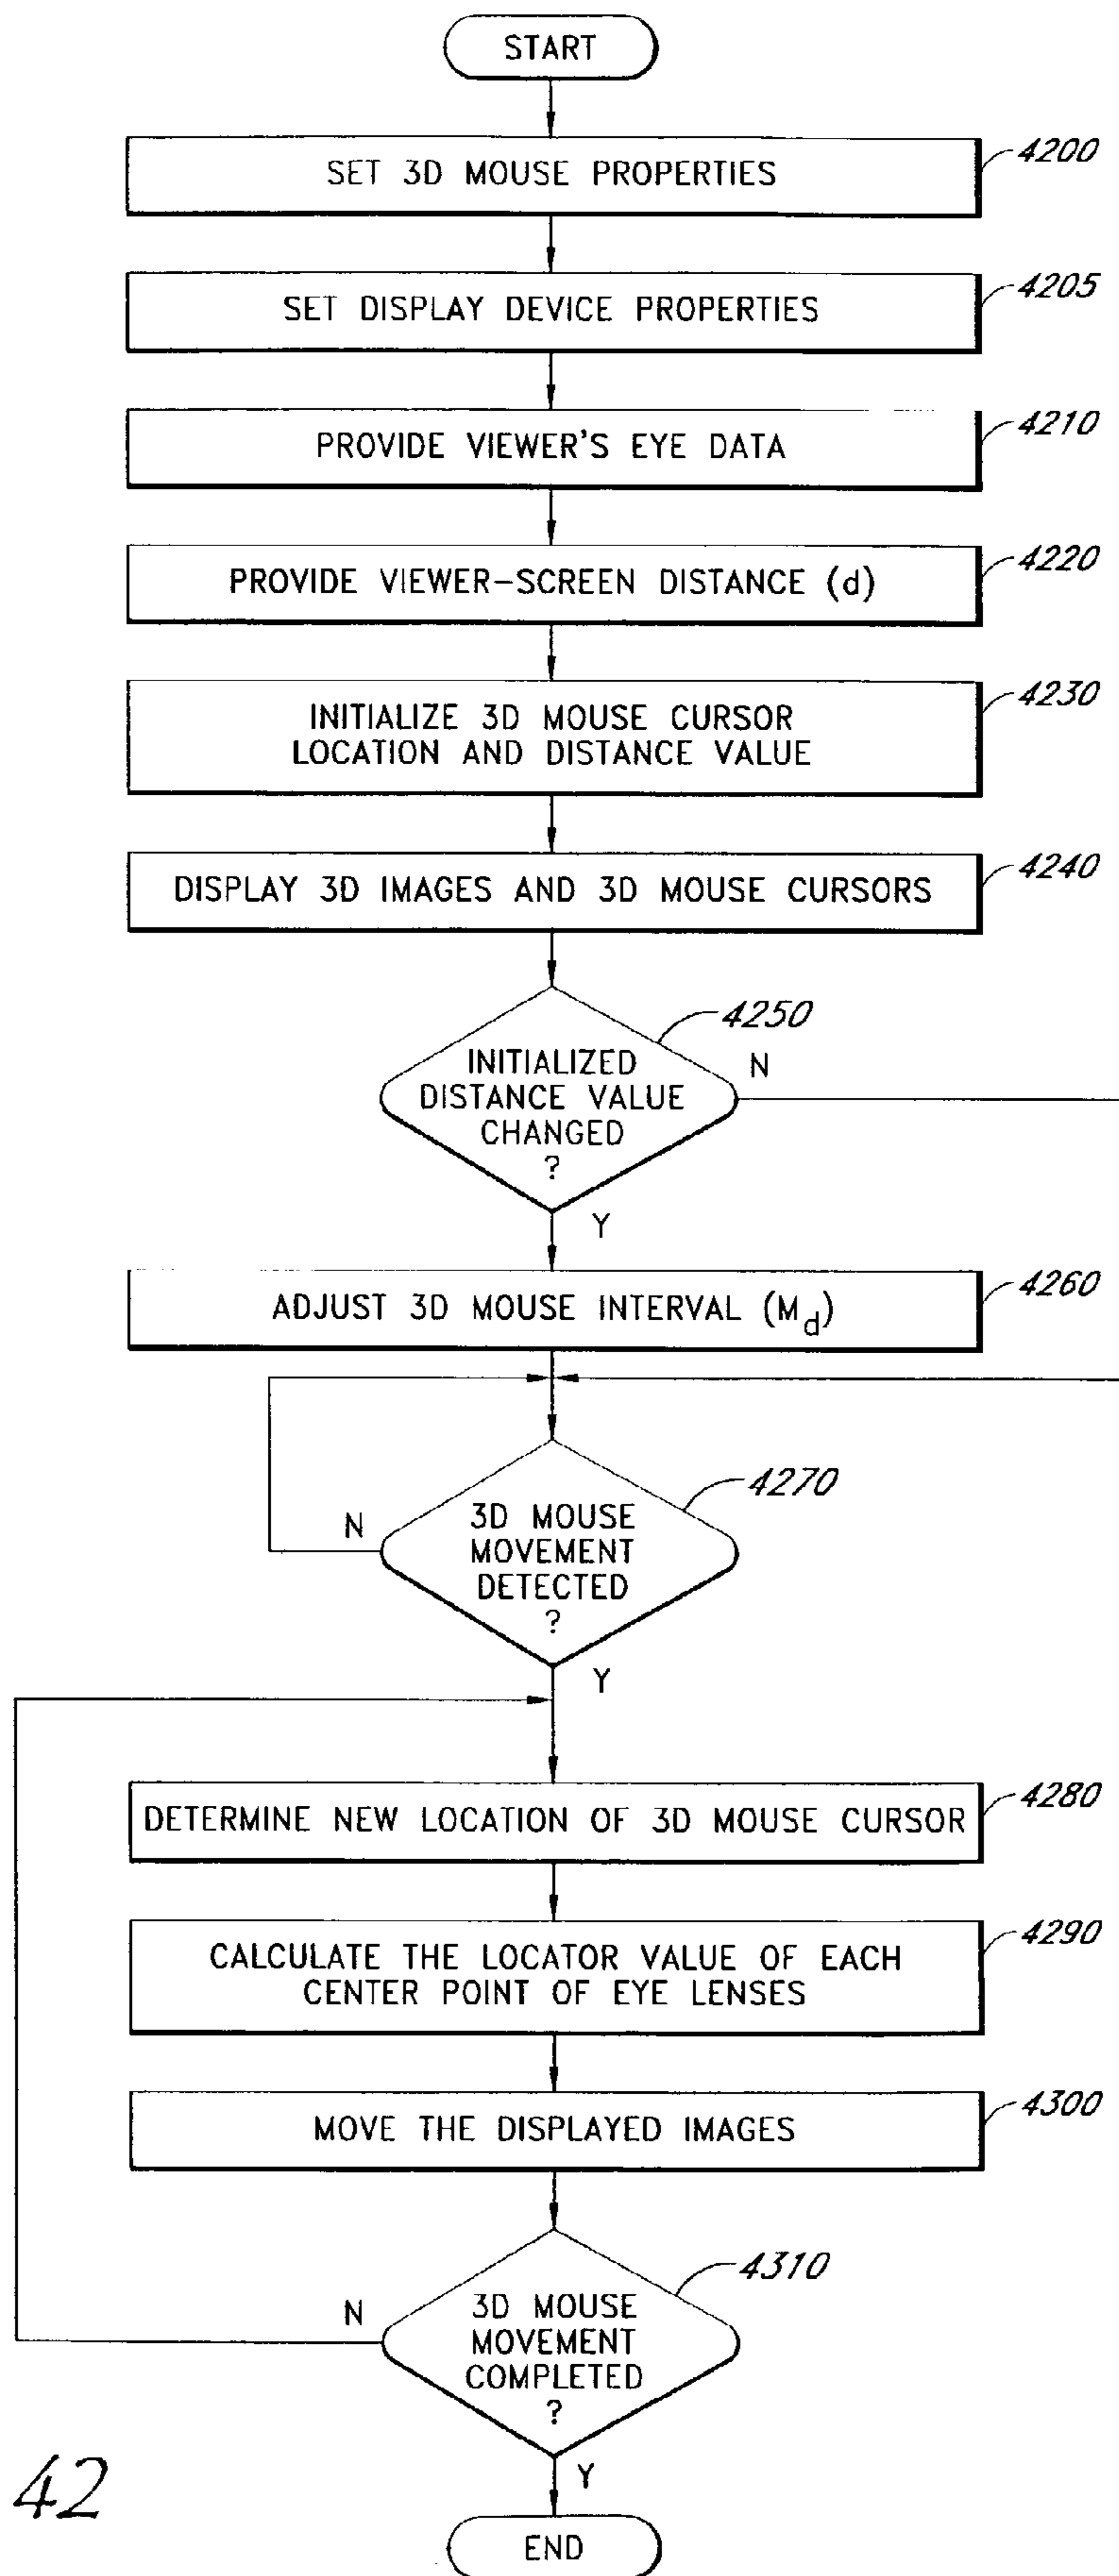 START
SET 3D MOUSE PROPERTIES
4200
SET DISPLAY DEVICE PROPERTIES
4205
PROVIDE VIEWER'S EYE DATA
4210
PROVIDE VIEWER-SCREEN DISTANCE (d)
4220
INITIALIZE 3D MOUSE CURSOR
LOCATION AND DISTANCE VALUE
4230
DISPLAY 3D IMAGES AND 3D MOUSE CURSORS
4240
INITIALIZED
DISTANCE VALUE
CHANGED
?
4250
N
Y
ADJUST 3D MOUSE INTERVAL (Md)
4260
3D MOUSE
MOVEMENT
DETECTED
?
4270
N
Y
DETERMINE NEW LOCATION OF 3D MOUSE CURSOR
4280
CALCULATE THE LOCATOR VALUE OF EACH
CENTER POINT OF EYE LENSES
4290
MOVE THE DISPLAYED IMAGES
4300
3D MOUSE
MOVEMENT
COMPLETED
?
4310
N
Y
END
42